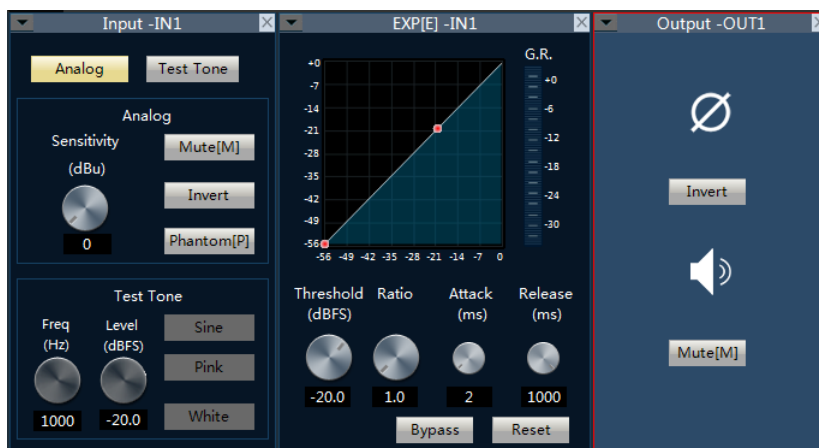 Input -IN1
Analog
Test Tone
Analog
Sensitivity
(dBu)
0
Mute[M]
Invert
Phantom[P]
Test Tone
Freq
(Hz)
1000
Level
(dBFS)
-20.0
Sine
Pink
White
EXP[E] -IN1
G.R.
+0
-7
-14
-21
-28
-35
-42
-49
-56
-56 -49 -42 -35 -28 -21 -14 -7 0
+0
-6
-12
-18
-24
-30
Threshold
(dBFS)
-20.0
Ratio
1.0
Attack
(ms)
2
Release
(ms)
1000
Bypass
Reset
Output -OUT1
Invert
Mute[M]